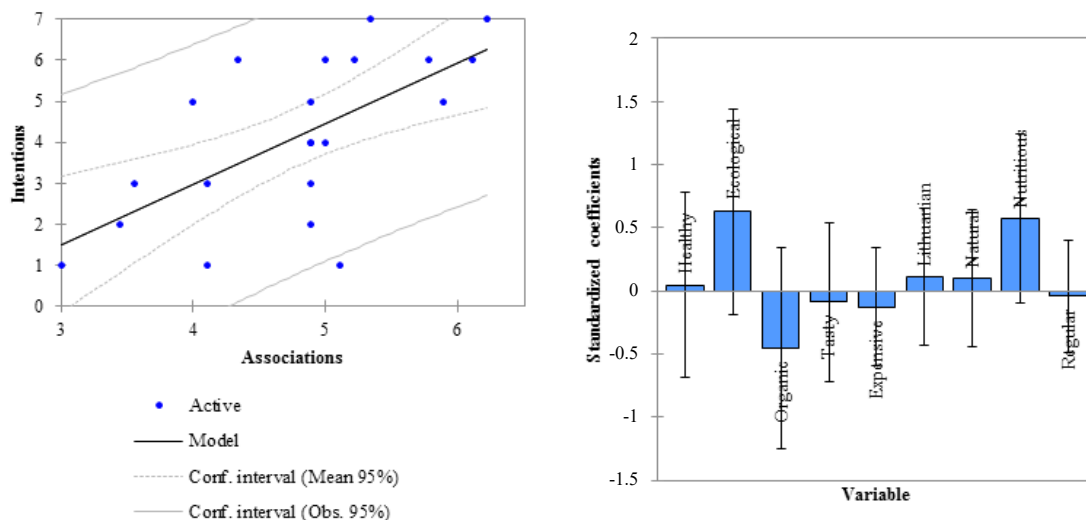 7
6
5
4
3
2
1
0
Intentions
3
4
5
6
Associations
Active
Model
Conf. interval (Mean 95%)
Conf. interval (Obs. 95%)
2
1.5
1
0.5
0
-0.5
-1
-1.5
Standardized coefficients
Healthy
Ecological
Organic
Tasty
Expensive
Lithuanian
Natural
Nutritious
Regular
Variable